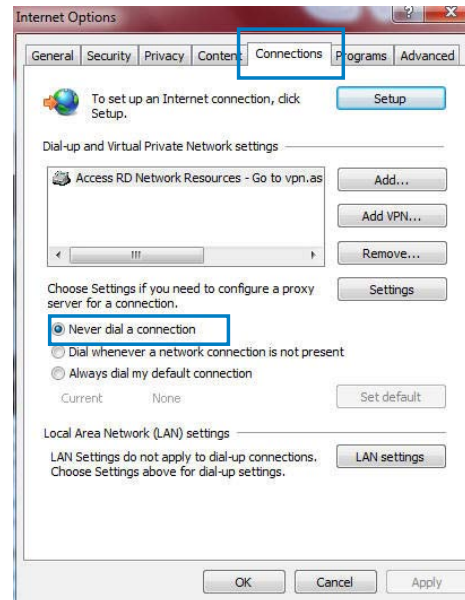 Internet Options
General Security Privacy Content Connections Programs Advanced
To set up an Internet connection, click
Setup.
Setup
Dial-up and Virtual Private Network settings
Access RD Network Resources - Go to vpn.as
Add...
Add VPN...
Remove...
Choose Settings if you need to configure a proxy
server for a connection.
Settings
Never dial a connection
Dial whenever a network connection is not present
Always dial my default connection
Current None
Set default
Local Area Network (LAN) settings
LAN Settings do not apply to dial-up connections.
Choose Settings above for dial-up settings.
LAN settings
OK Cancel Apply